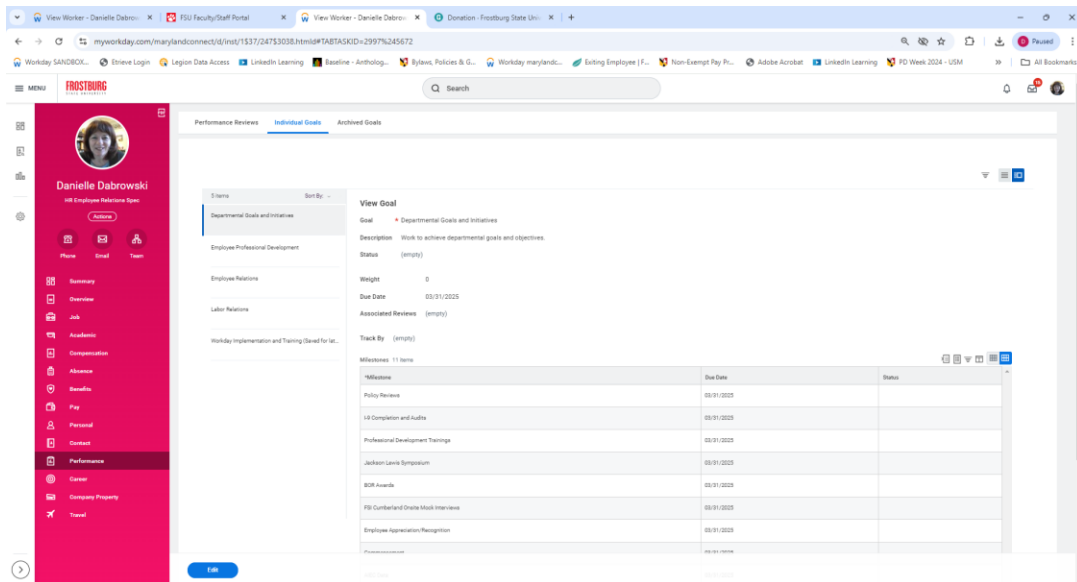 View Worker - Danielle Dabrow
FSU Faculty/Staff Portal
View Worker - Danielle Dabrow
Donation - Frostburg State Univ
myworkday.com/marylandconnect/d/inst/1$37/247$3038.htmld#TABTASKID=2997%245672
Paused
Workday SANDBOX...
Strieve Login
Legion Data Access
LinkedIn Learning
Baseline - Antholog...
Bylaws, Policies & G...
Workday marylandc...
Exiting Employee | F...
Non-Exempt Pay Pr...
Adobe Acrobat
LinkedIn Learning
PD Week 2024 - USM
All Bookmarks
MENU
FROSTBURG
STATE UNIVERSITY
Search
Danielle Dabrowski
HR Employee Relations Spec
Actions
Phone Email Team
Summary
Overview
Job
Academic
Compensation
Absence
Benefits
Pay
Personal
Contact
Performance
Career
Company Property
Travel
Performance Reviews Individual Goals Archived Goals
5 items Sort By: --
Departmental Goals and Initiatives
Employee Professional Development
Employee Relations
Labor Relations
Workday Implementation and Training (Saved for lat...
View Goal
Goal * Departmental Goals and Initiatives
Description Work to achieve departmental goals and objectives.
Status (empty)
Weight 0
Due Date 03/31/2025
Associated Reviews (empty)
Track By (empty)
Milestones 11 items
*Milestone Due Date Status
Policy Reviews 03/31/2025
I-9 Completion and Audits 03/31/2025
Professional Development Trainings 03/31/2025
Jackson Lewis Symposium 03/31/2025
BOR Awards 03/31/2025
FSI Cumberland Onsite Mock Interviews 03/31/2025
Employee Appreciation/Recognition 03/31/2025
Edit